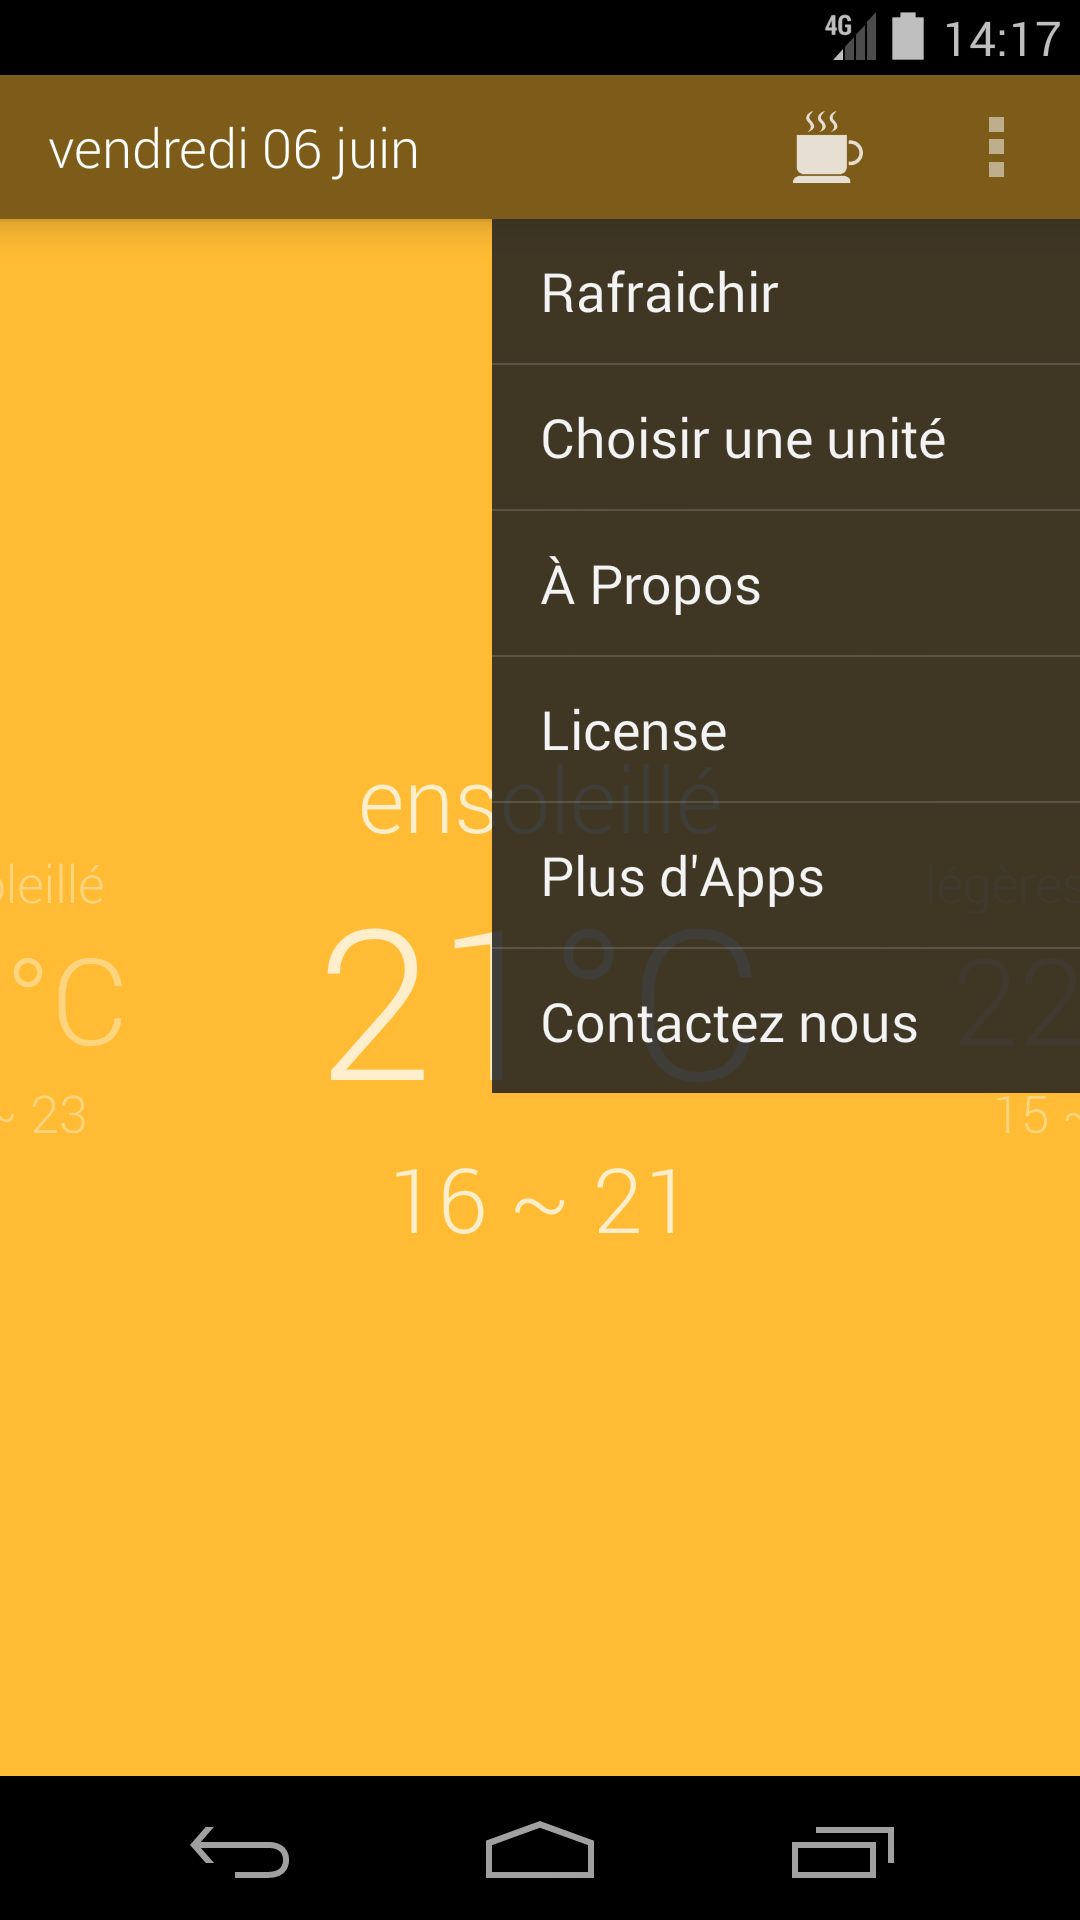 4G 14:17
vendredi 06 juin
Rafraichir
Choisir une unité
À Propos
License
ensoleillé
Plus d'Apps
oleillé
légères
21°C
°C
22
Contactez nous
~ 23
15 ~
16 ~ 21